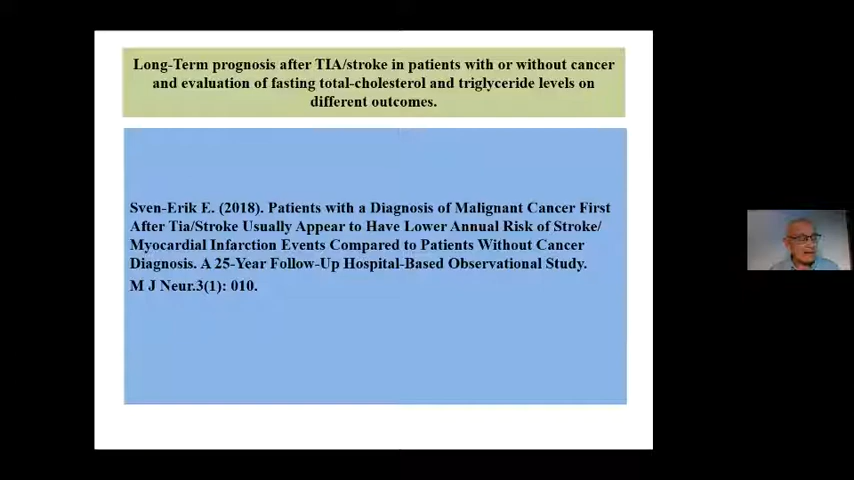 Long-Term prognosis after TIA/stroke in patients with or without cancer
and evaluation of fasting total-cholesterol and triglyceride levels on
different outcomes.
Sven-Erik E. (2018). Patients with a Diagnosis of Malignant Cancer First
After Tia/Stroke Usually Appear to Have Lower Annual Risk of Stroke/
Myocardial Infarction Events Compared to Patients Without Cancer
Diagnosis. A 25-Year Follow-Up Hospital-Based Observational Study.
M J Neur.3(1): 010.